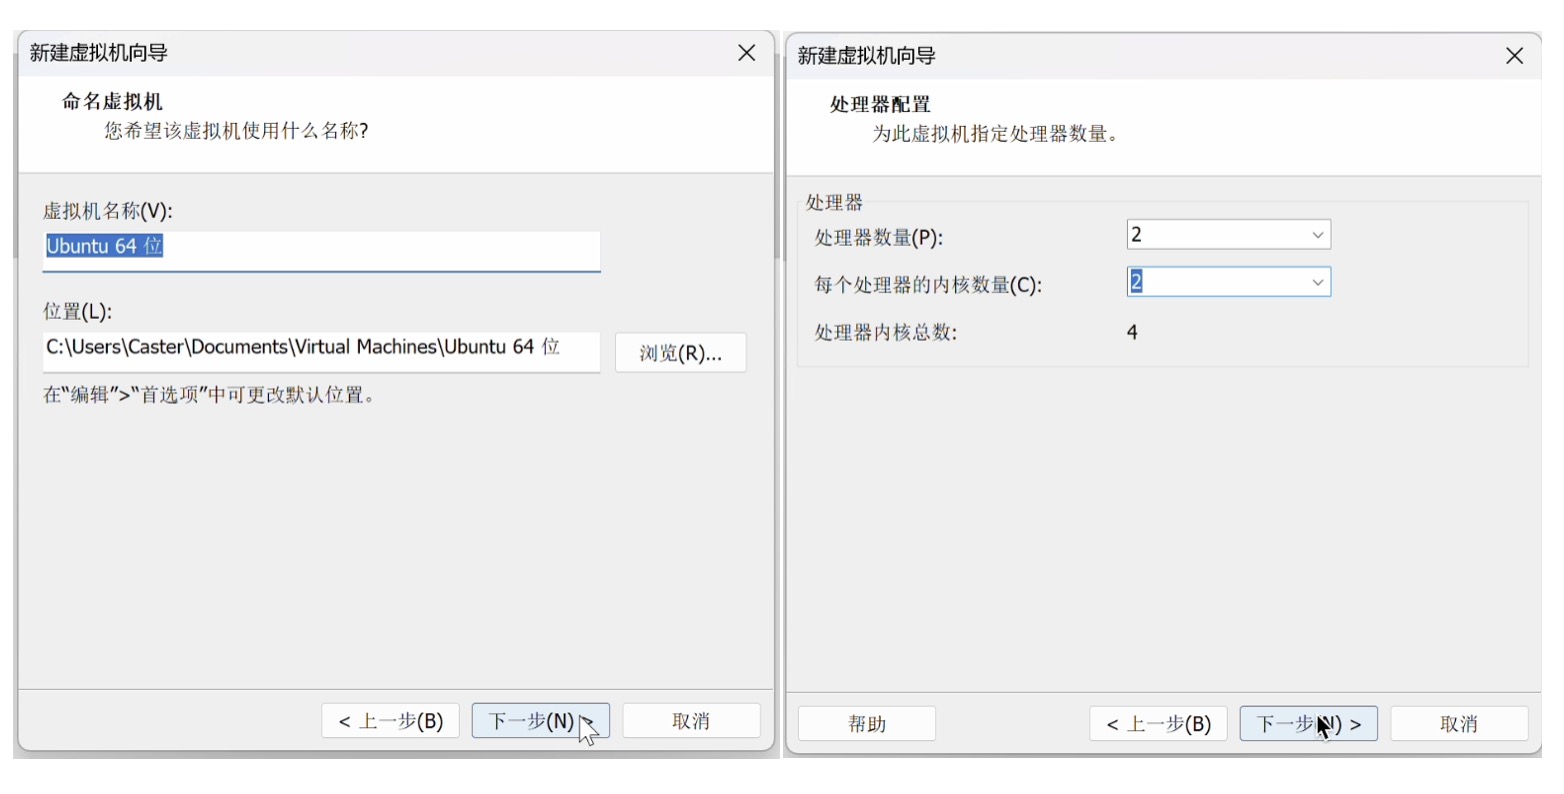 新建虚拟机向导
命名虚拟机
您希望该虚拟机使用什么名称?
虚拟机名称(V):
Ubuntu 64 位
位置(L):
C:\Users\Caster\Documents\Virtual Machines\Ubuntu 64 位
浏览(R)...
在“编辑”>“首选项”中可更改默认位置。
< 上一步(B)
下一步(N) >
取消
新建虚拟机向导
处理器配置
为此虚拟机指定处理器数量。
处理器
处理器数量(P):
2
每个处理器的内核数量(C):
2
处理器内核总数:
4
帮助
< 上一步(B)
下一步(N) >
取消